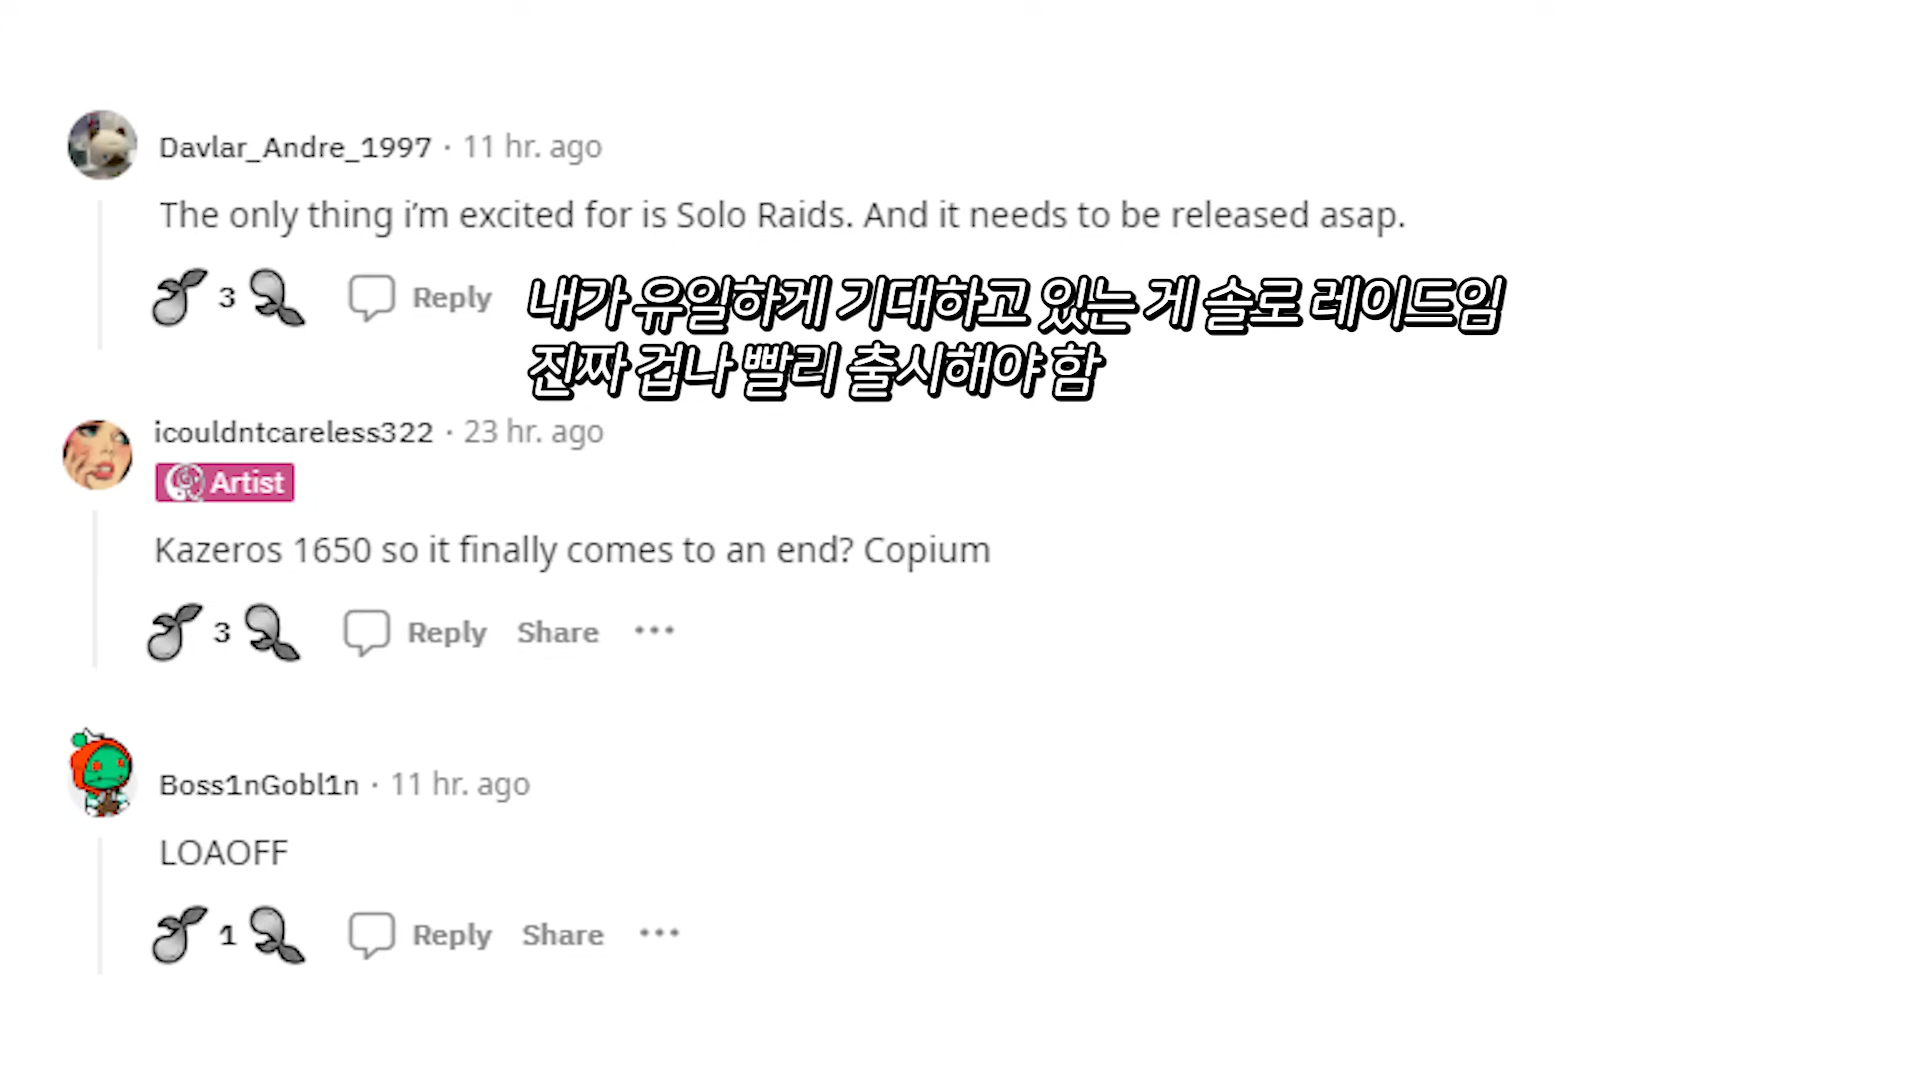 Davlar_Andre_1997 · 11 hr. ago
The only thing i'm excited for is Solo Raids. And it needs to be released asap.
3 Reply
내가 유일하게 기대하고 있는 게 솔로 레이드임
진짜 겁나 빨리 출시해야 함
icouldntcareless322 · 23 hr. ago
Artist
Kazeros 1650 so it finally comes to an end? Copium
3 Reply Share ···
Boss1nGobl1n · 11 hr. ago
LOAOFF
1 Reply Share ···